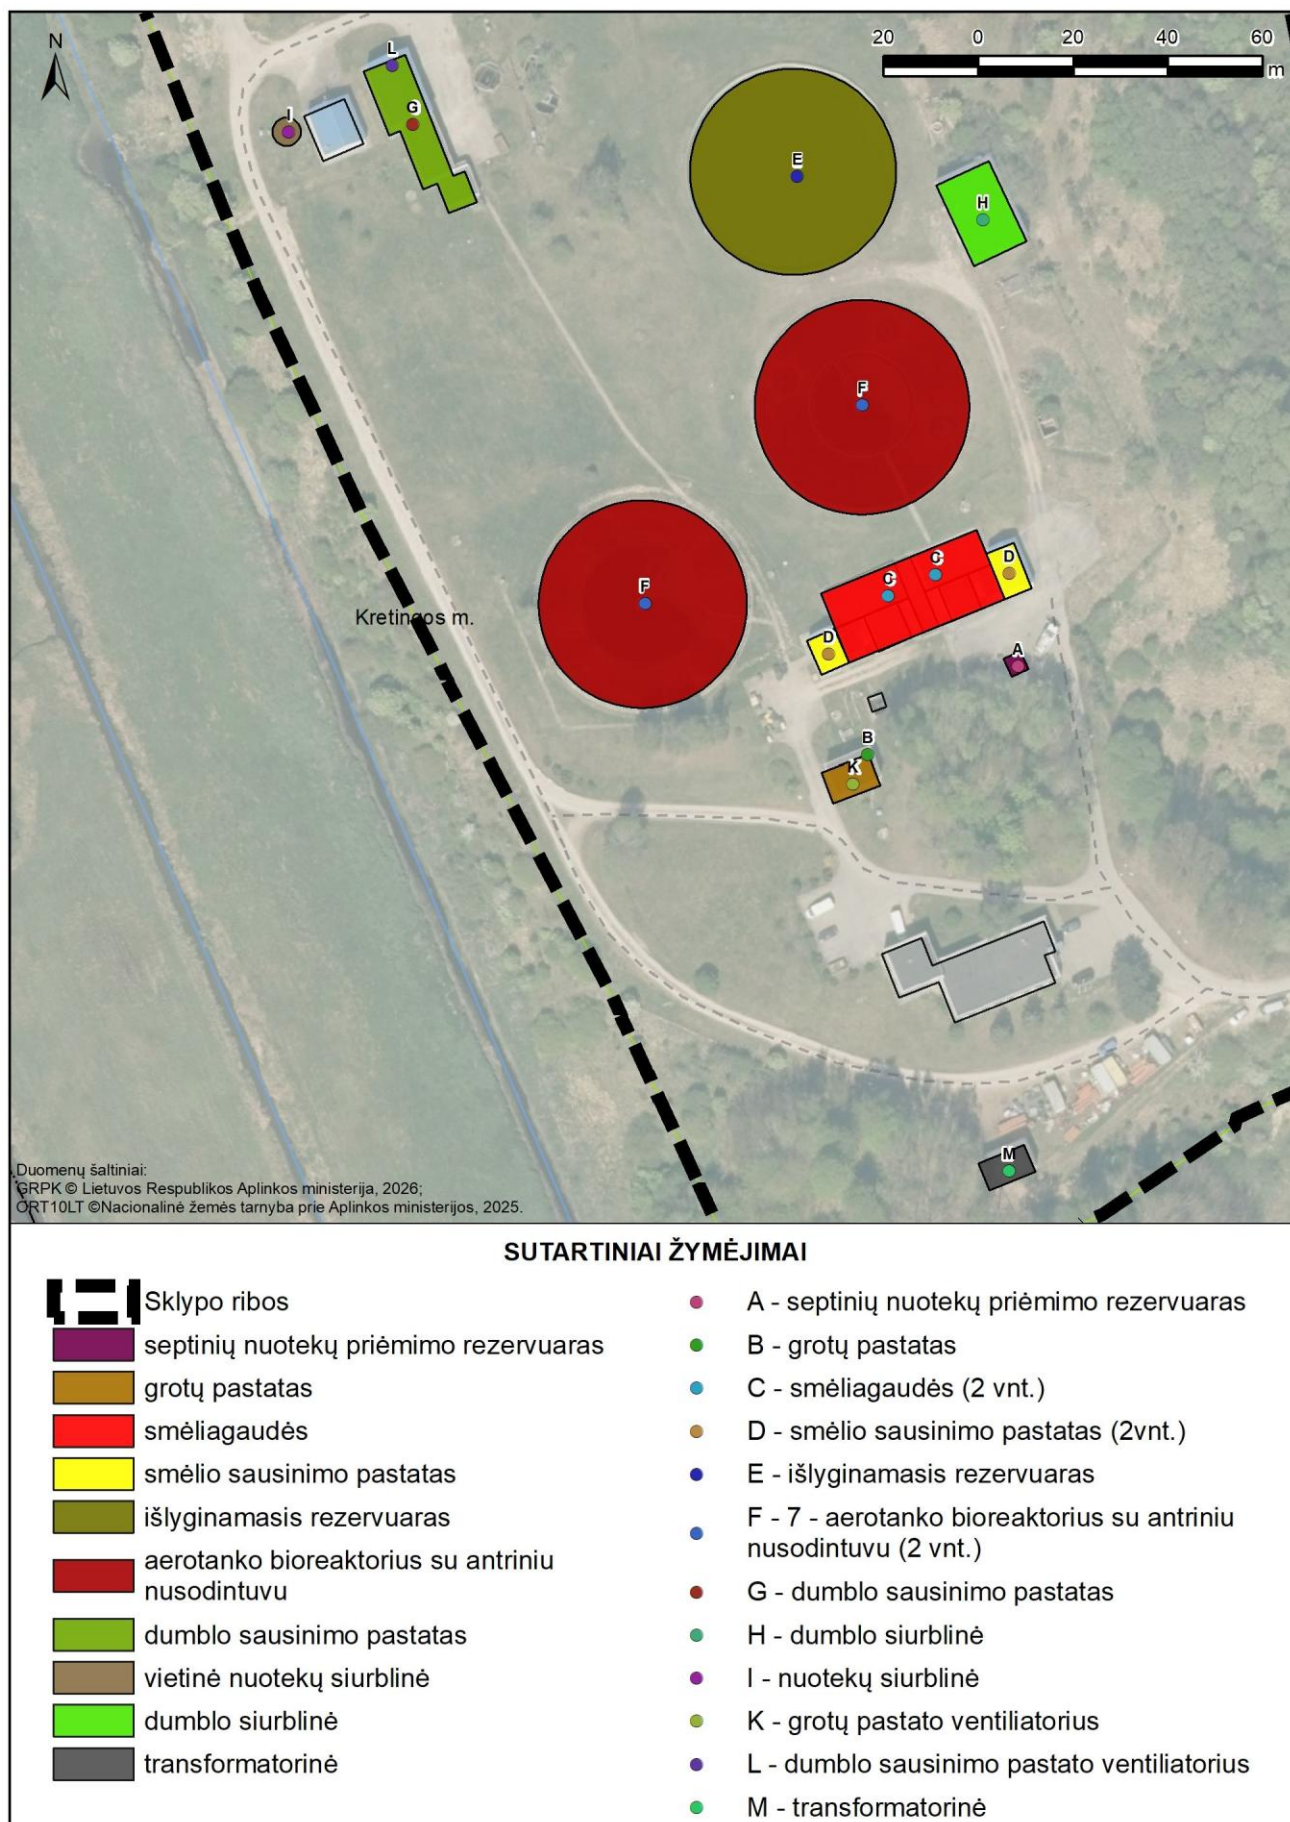 N
20 0 20 40 60
m
L
G
I
E
H
F
F
C
C
D
D
A
B
K
M
Kretingos m.
Duomenų šaltiniai:
GRPK © Lietuvos Respublikos Aplinkos ministerija, 2026;
ORT10LT ©Nacionalinė žemės tarnyba prie Aplinkos ministerijos, 2025.
SUTARTINIAI ŽYMĖJIMAI
Sklypo ribos
septinių nuotekų priėmimo rezervuaras
grotų pastatas
smėliagaudės
smėlio sausinimo pastatas
išlyginamasis rezervuaras
aerotanko bioreaktorius su antriniu
nusodintuvu
dumblo sausinimo pastatas
vietinė nuotekų siurblinė
dumblo siurblinė
transformatorinė
A - septinių nuotekų priėmimo rezervuaras
B - grotų pastatas
C - smėliagaudės (2 vnt.)
D - smėlio sausinimo pastatas (2vnt.)
E - išlyginamasis rezervuaras
F - 7 - aerotanko bioreaktorius su antriniu
nusodintuvu (2 vnt.)
G - dumblo sausinimo pastatas
H - dumblo siurblinė
I - nuotekų siurblinė
K - grotų pastato ventiliatorius
L - dumblo sausinimo pastato ventiliatorius
M - transformatorinė